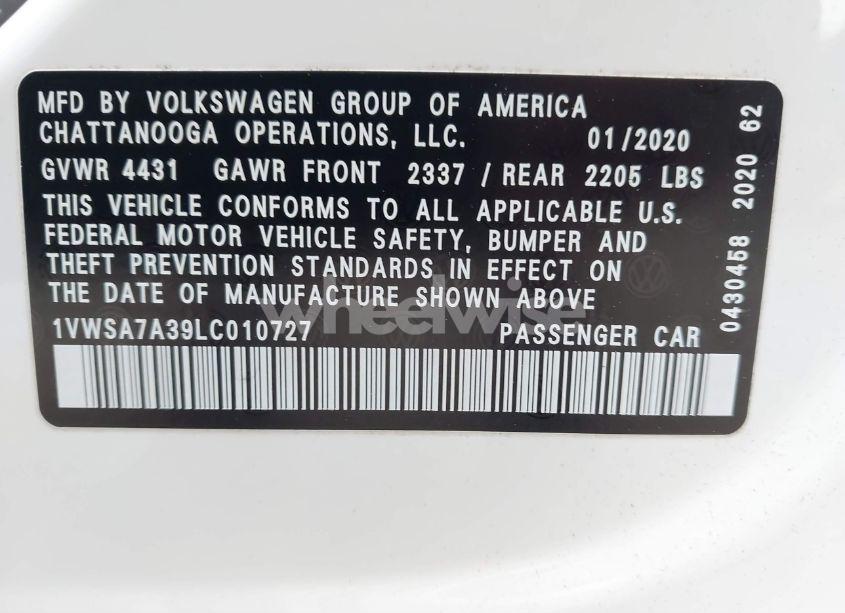 MFD BY VOLKSWAGEN GROUP OF AMERICA
CHATTANOOGA OPERATIONS, LLC. 01/2020
GVWR 4431 GAWR FRONT 2337 / REAR 2205 LBS
THIS VEHICLE CONFORMS TO ALL APPLICABLE U.S.
FEDERAL MOTOR VEHICLE SAFETY, BUMPER AND
THEFT PREVENTION STANDARDS IN EFFECT ON
THE DATE OF MANUFACTURE SHOWN ABOVE
1VWSA7A39LC010727 PASSENGER CAR
0430458 2020 62
wheelwise